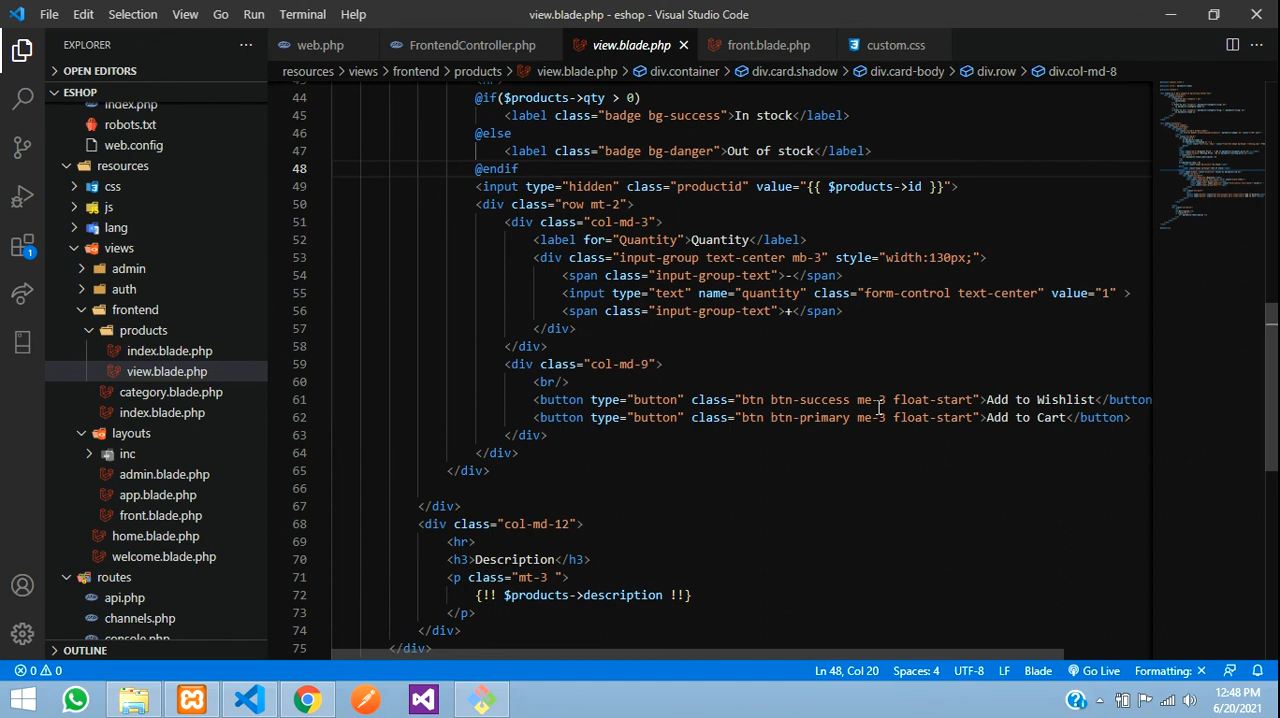 File Edit Selection View Go Run Terminal Help view.blade.php - eshop - Visual Studio Code
EXPLORER
web.php FrontendController.php view.blade.php front.blade.php custom.css
OPEN EDITORS
resources > views > frontend > products > view.blade.php > div.container > div.card.shadow > div.card-body > div.row > div.col-md-8
ESHOP
index.php
robots.txt
web.config
resources
css
js
lang
views
admin
auth
frontend
products
index.blade.php
view.blade.php
category.blade.php
index.blade.php
layouts
inc
admin.blade.php
app.blade.php
front.blade.php
home.blade.php
welcome.blade.php
routes
api.php
channels.php
console.php
OUTLINE
44 @if($products->qty > 0)
45 <label class="badge bg-success">In stock</label>
46 @else
47 <label class="badge bg-danger">Out of stock</label>
48 @endif
49 <input type="hidden" class="productid" value="{{ $products->id }}">
50 <div class="row mt-2">
51 <div class="col-md-3">
52 <label for="Quantity">Quantity</label>
53 <div class="input-group text-center mb-3" style="width:130px;">
54 <span class="input-group-text">-</span>
55 <input type="text" name="quantity" class="form-control text-center" value="1" >
56 <span class="input-group-text">+</span>
57 </div>
58 </div>
59 <div class="col-md-9">
60 <br/>
61 <button type="button" class="btn btn-success me-3 float-start">Add to Wishlist</button
62 <button type="button" class="btn btn-primary me-3 float-start">Add to Cart</button>
63 </div>
64 </div>
65 </div>
66
67 </div>
68 <div class="col-md-12">
69 <hr>
70 <h3>Description</h3>
71 <p class="mt-3 ">
72 {!! $products->description !!}
73 </p>
74 </div>
75 </div>
0 0 Ln 48, Col 20 Spaces: 4 UTF-8 LF Blade Go Live Formatting: ×
12:48 PM
6/20/2021